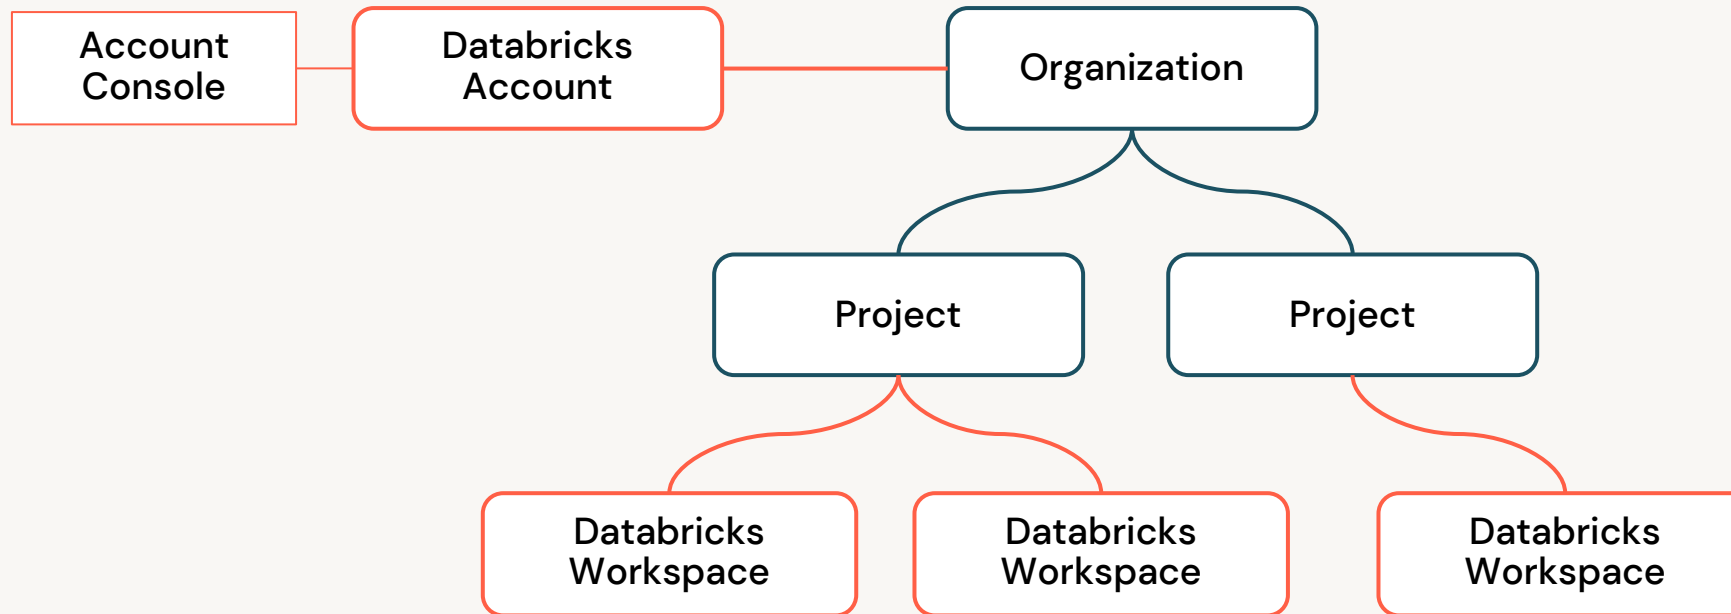 Account
Console
Databricks
Account
Organization
Project
Project
Databricks
Workspace
Databricks
Workspace
Databricks
Workspace